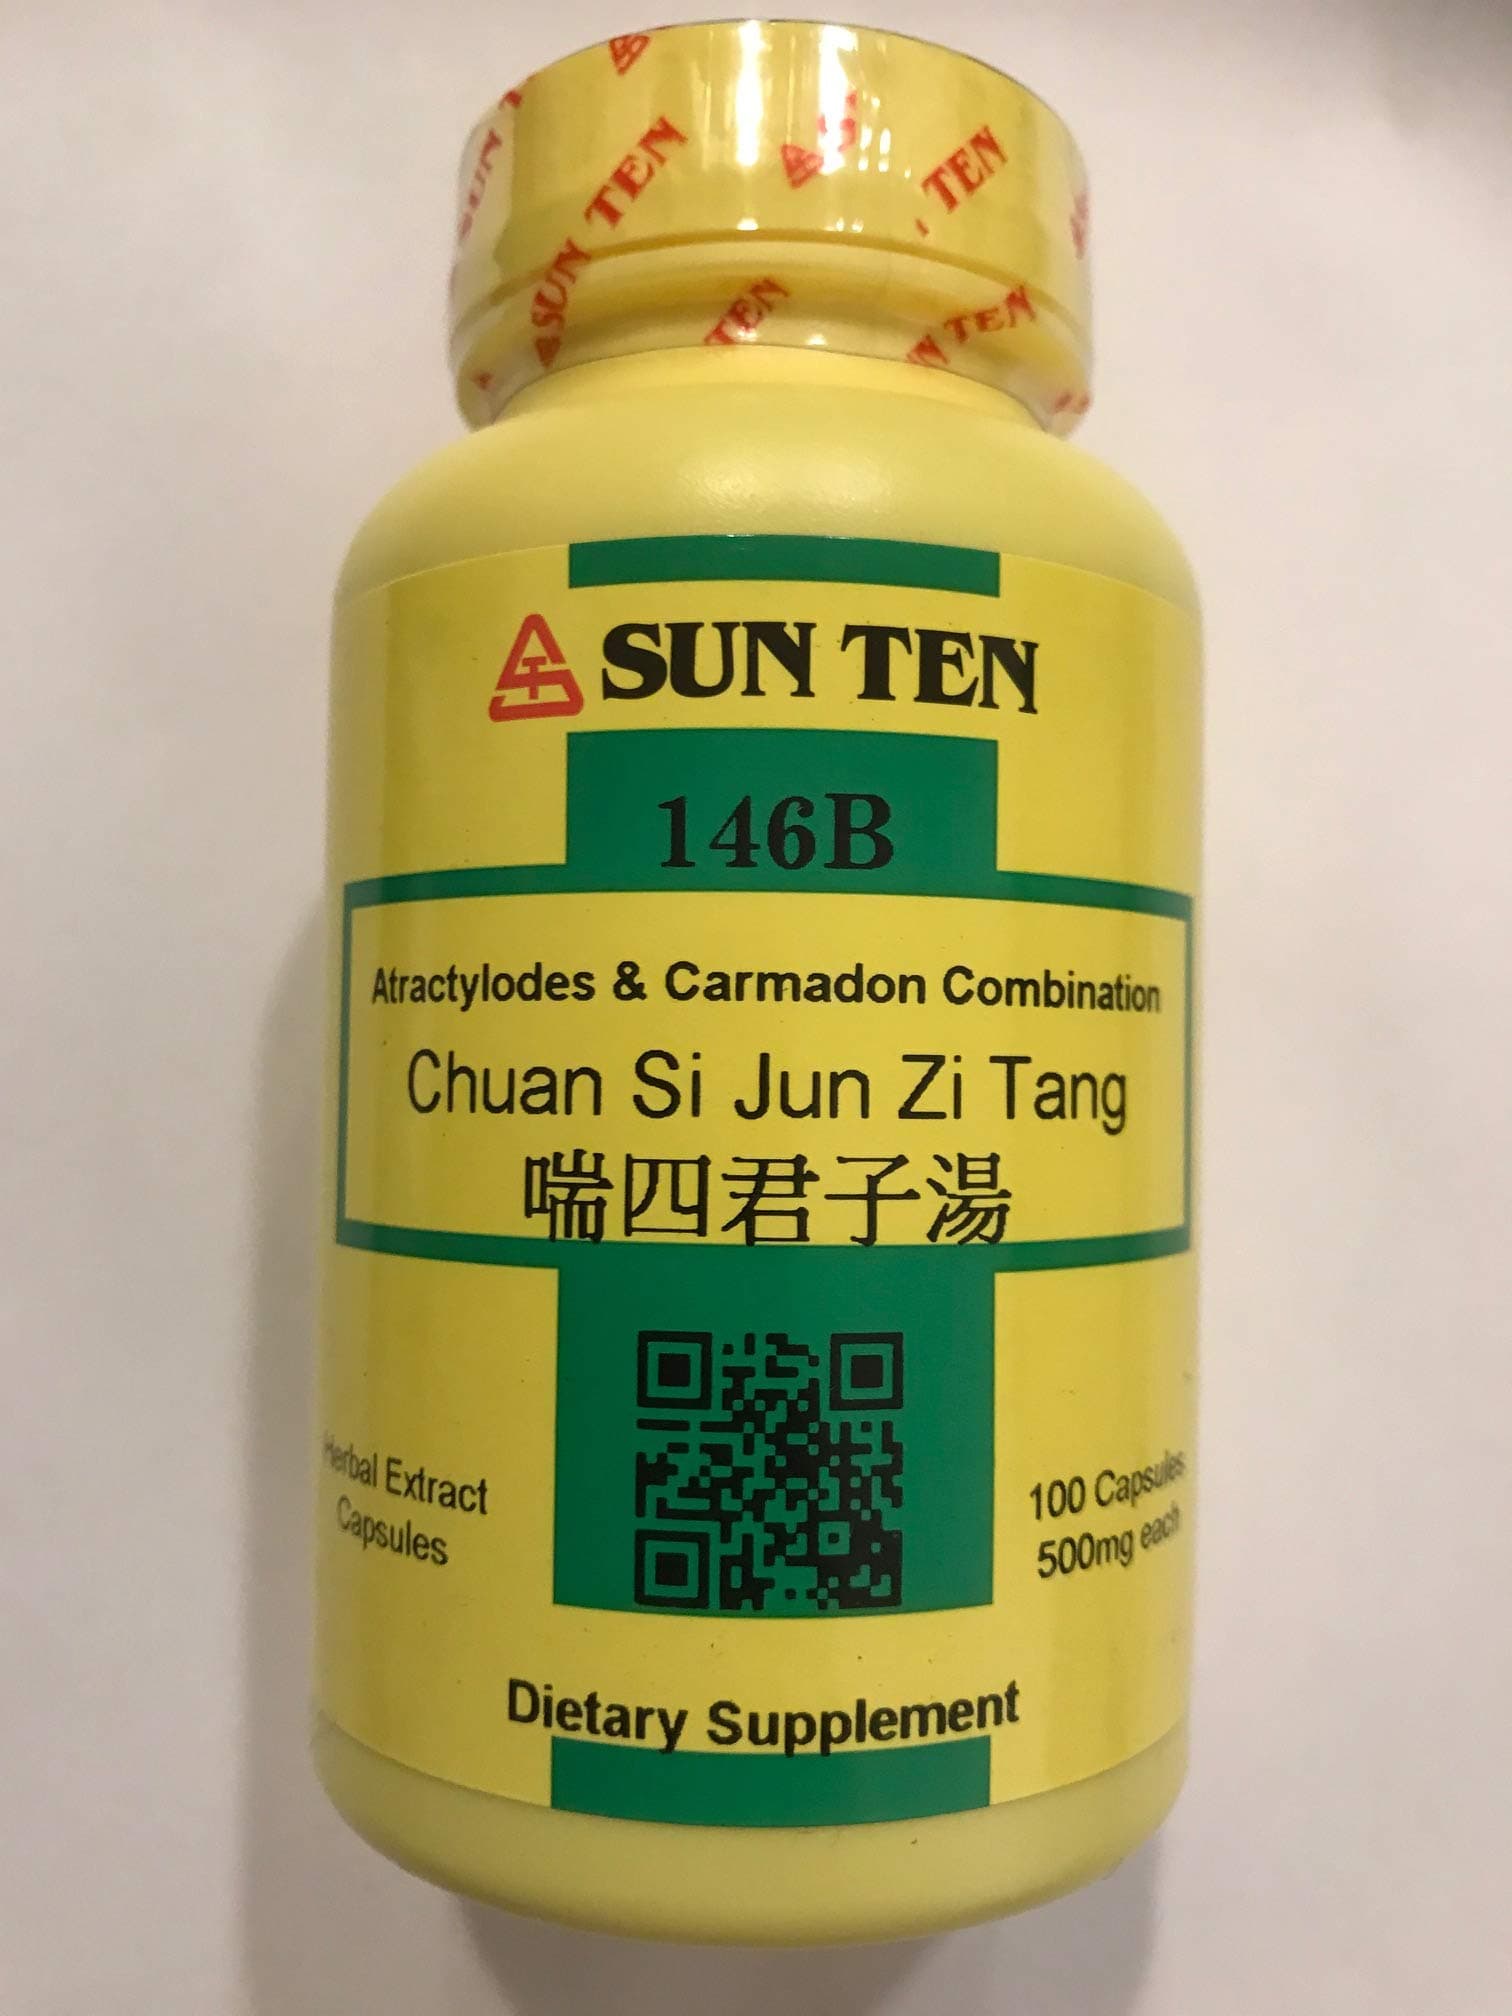 SUN TEN
SUN TEN
TEN
TEN
SUN TEN
146B
Atractylodes & Carmadon Combination
Chuan Si Jun Zi Tang
喘四君子湯
Herbal Extract
Capsules
100 Capsules
500mg each
Dietary Supplement